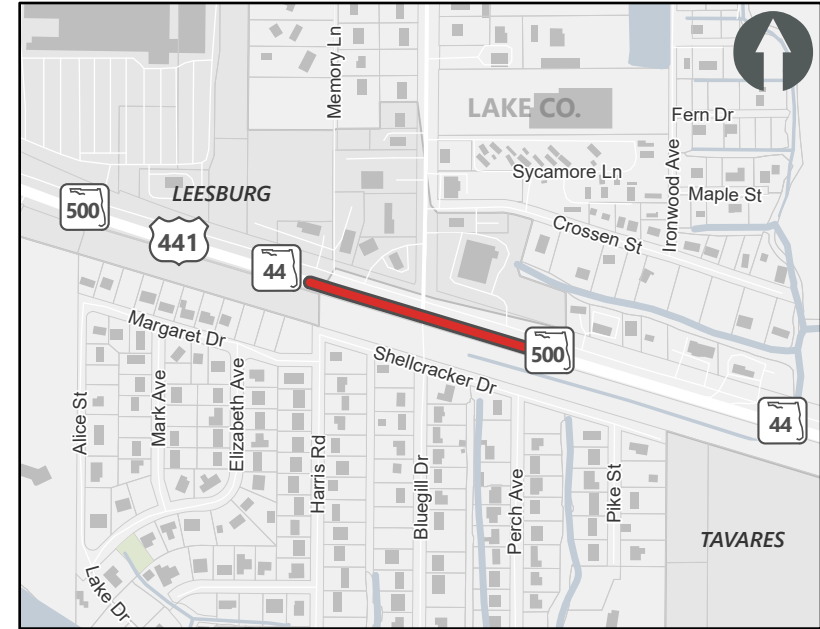 Memory Ln
LAKE CO.
Fern Dr
Sycamore Ln
Ironwood Ave
Maple St
LEESBURG
500
441
Crossen St
44
Margaret Dr
500
Shellcracker Dr
44
Alice St
Mark Ave
Elizabeth Ave
Harris Rd
Bluegill Dr
Perch Ave
Pike St
TAVARES
Lake Dr